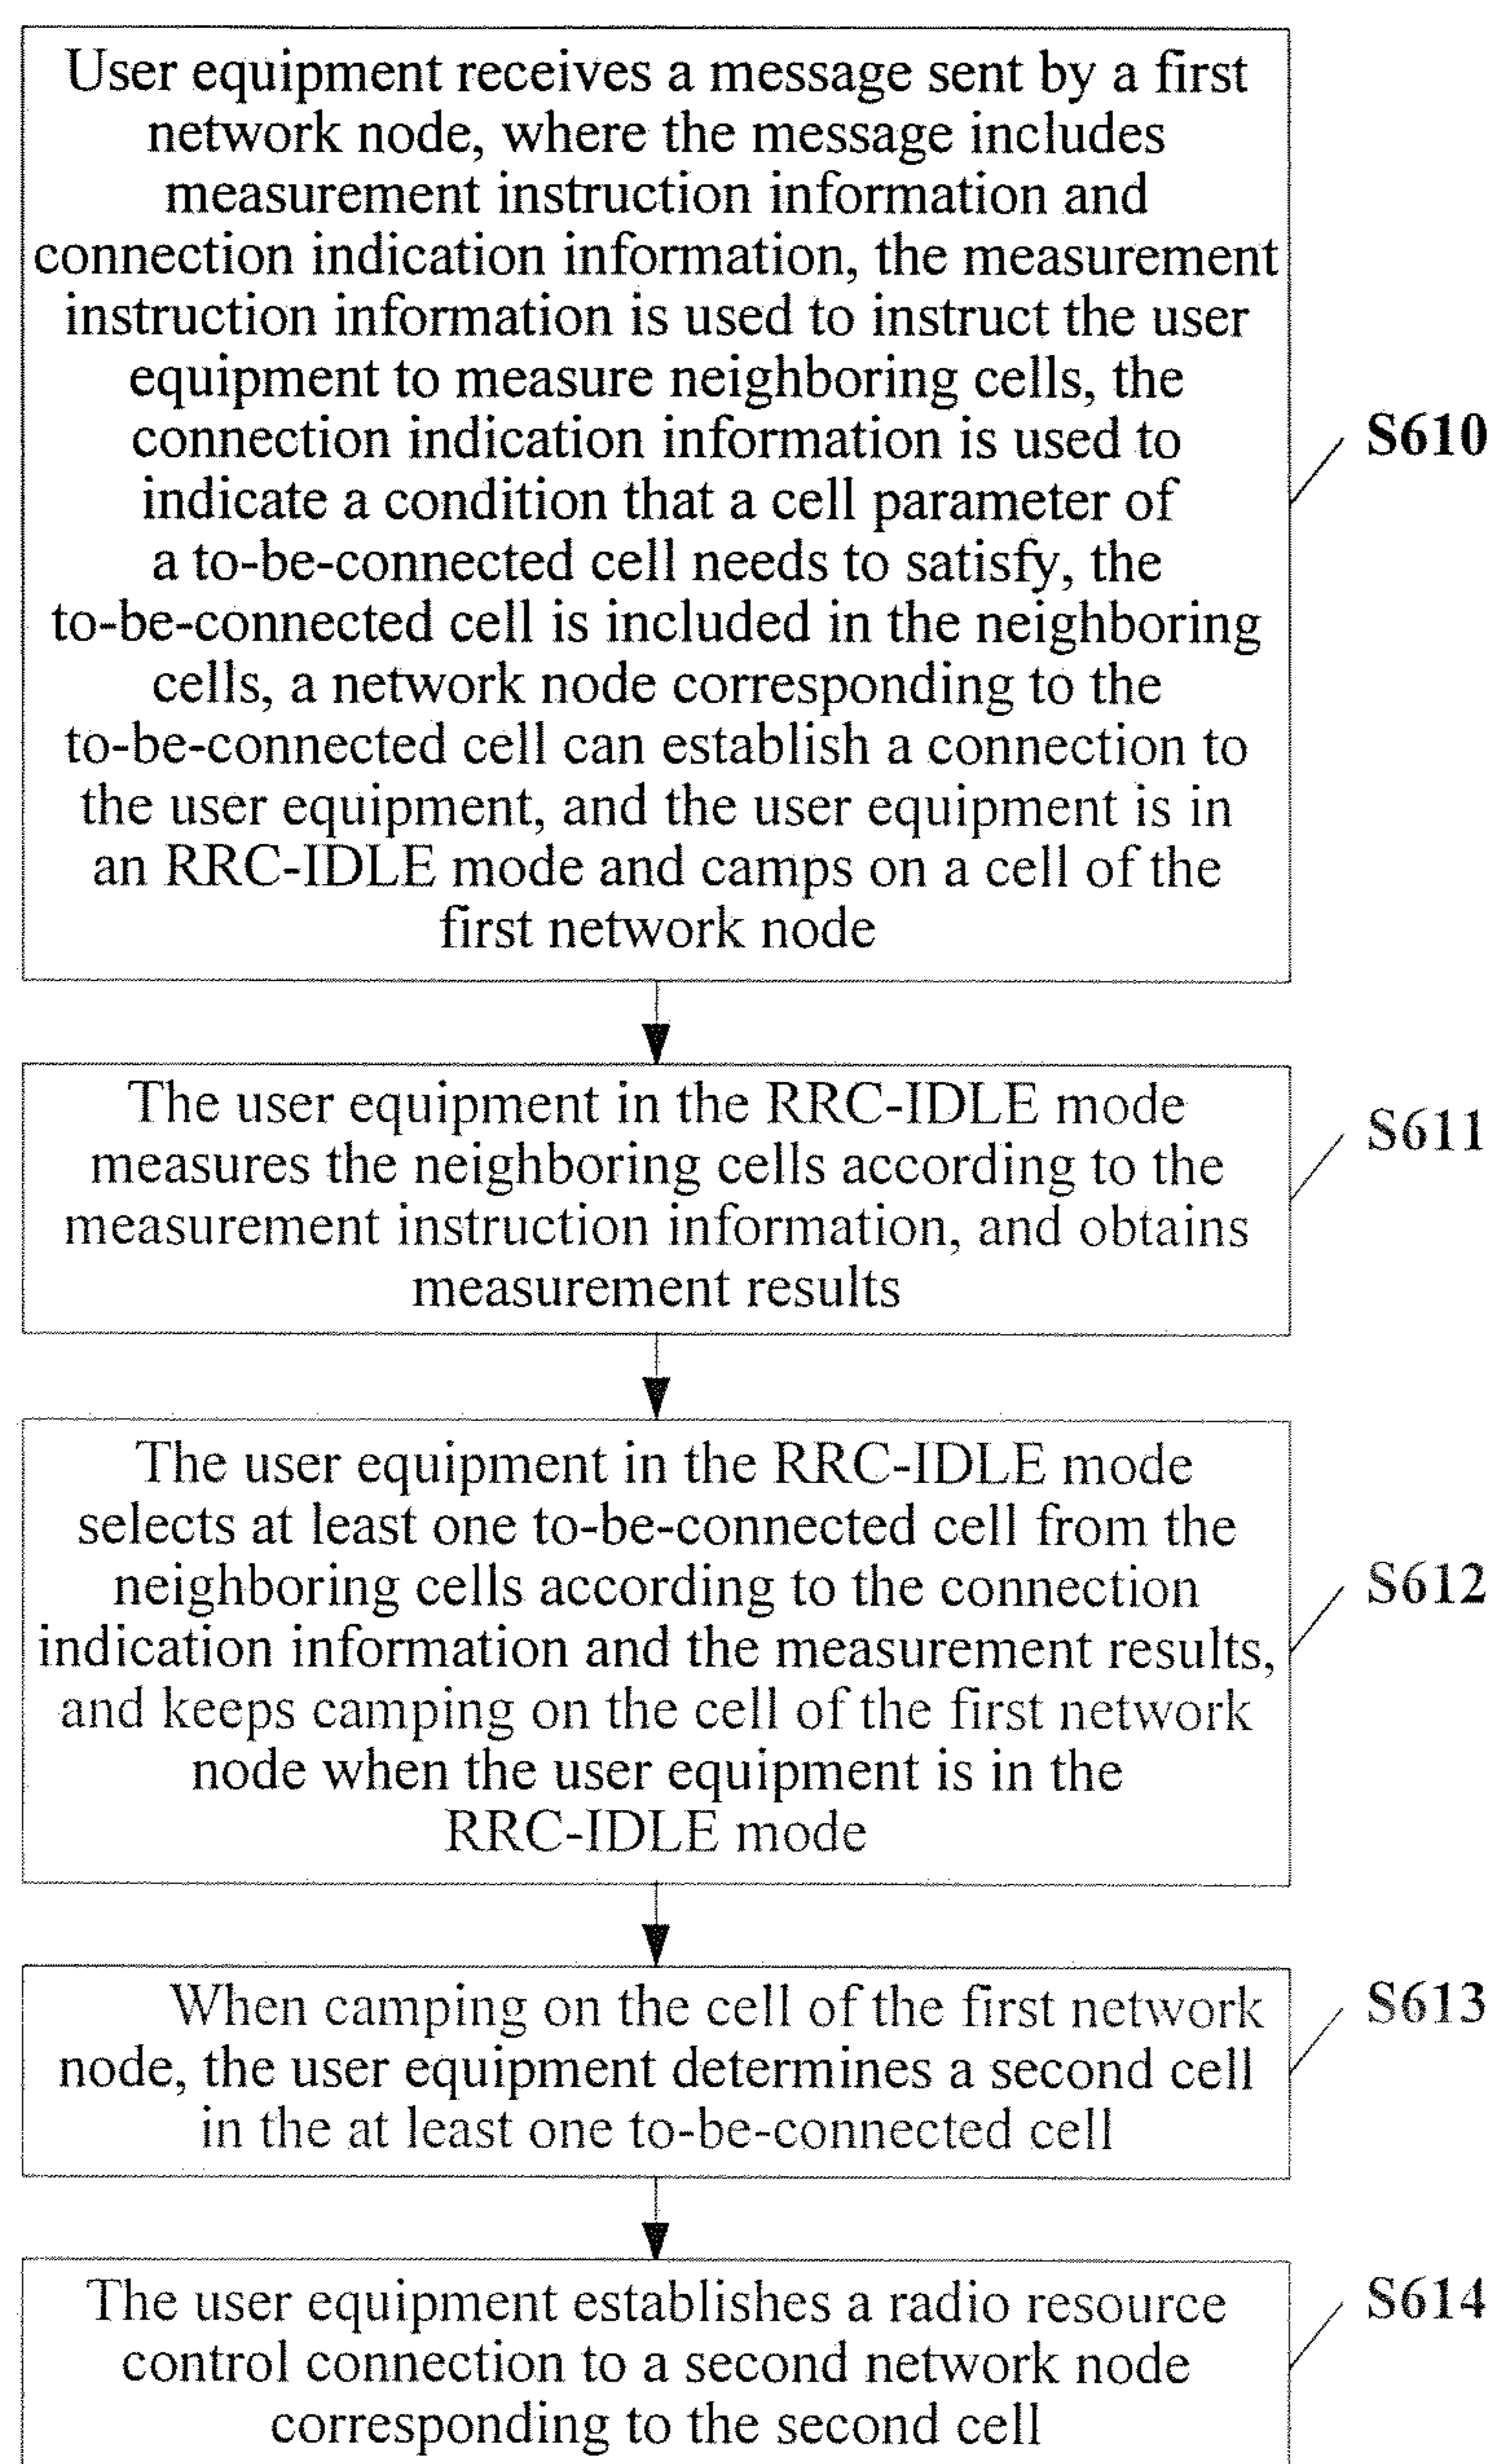 User equipment receives a message sent by a first
network node, where the message includes
measurement instruction information and
connection indication information, the measurement
instruction information is used to instruct the user
equipment to measure neighboring cells, the
connection indication information is used to
indicate a condition that a cell parameter of
a to-be-connected cell needs to satisfy, the
to-be-connected cell is included in the neighboring
cells, a network node corresponding to the
to-be-connected cell can establish a connection to
the user equipment, and the user equipment is in
an RRC-IDLE mode and camps on a cell of the
first network node
S610
The user equipment in the RRC-IDLE mode
measures the neighboring cells according to the
measurement instruction information, and obtains
measurement results
S611
The user equipment in the RRC-IDLE mode
selects at least one to-be-connected cell from the
neighboring cells according to the connection
indication information and the measurement results,
and keeps camping on the cell of the first network
node when the user equipment is in the
RRC-IDLE mode
S612
When camping on the cell of the first network
node, the user equipment determines a second cell
in the at least one to-be-connected cell
S613
The user equipment establishes a radio resource
control connection to a second network node
corresponding to the second cell
S614